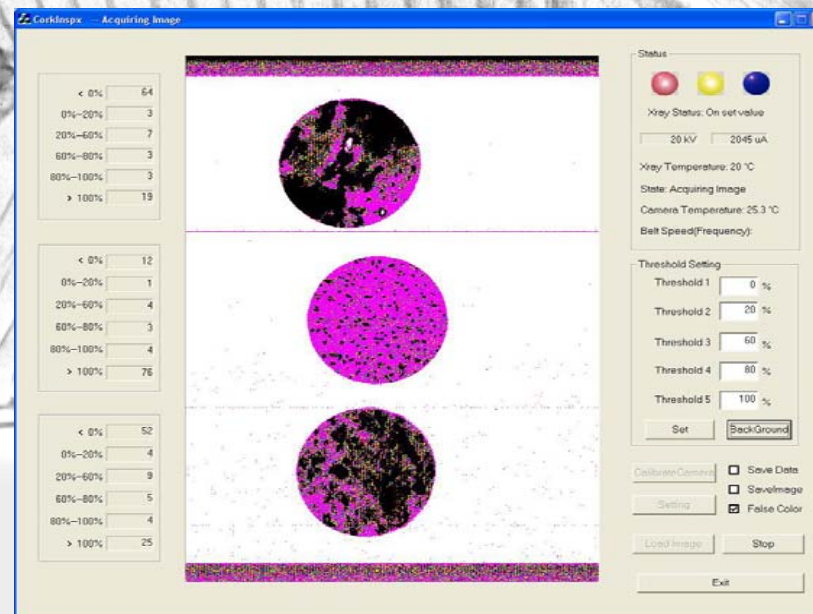 CorkInspx -- Acquiring Image
< 0% 64
0%-20% 3
20%-60% 7
60%-80% 3
80%-100% 3
> 100% 19
< 0% 12
0%-20% 1
20%-60% 4
60%-80% 3
80%-100% 4
> 100% 76
< 0% 52
0%-20% 4
20%-60% 9
60%-80% 5
80%-100% 4
> 100% 25
Status
Xray Status: On set value
20 kV 2045 uA
Xray Temperature: 20 °C
State: Acquiring Image
Camera Temperature: 25.3 °C
Belt Speed(Frequency):
Threshold Setting
Threshold 1 0 %
Threshold 2 20 %
Threshold 3 60 %
Threshold 4 80 %
Threshold 5 100 %
Set BackGround
CalibrateCamera Save Data
SaveImage
Setting False Color
Load Image Stop
Exit